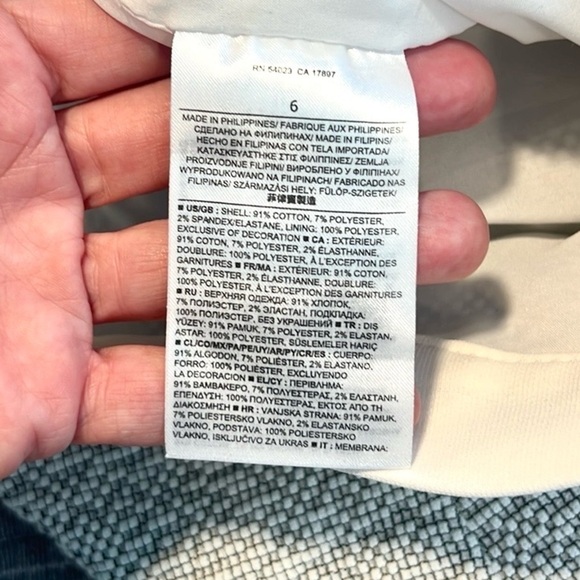 RN 54023 CA 17897
6
MADE IN PHILIPPINES/ FABRIQUE AUX PHILIPPINES/
СДЕЛАНО НА ФИЛИПИНАХ/ MADE IN FILIPINS/
HECHO EN FILIPINAS CON TELA IMPORTADA/
ΚΑΤΑΣΚΕΥΑΣΤΗΚΕ ΣΤΙΣ ΦΙΛΙΠΠΙΝΕΣ/ ZEMLJA
PROIZVODNJE FILIPINI/ ВИРОБЛЕНО У ФІЛІПІНАХ/
WYPRODUKOWANO NA FILIPINACH/ FABRICADO NAS
FILIPINAS/ SZÁRMAZÁSI HELY: FÜLÖP-SZIGETEK/
菲律賓製造
■ US/GB : SHELL: 91% COTTON, 7% POLYESTER,
2% SPANDEX/ELASTANE, LINING: 100% POLYESTER,
EXCLUSIVE OF DECORATION ■ CA : EXTÉRIEUR:
91% COTON, 7% POLYESTER, 2% ÉLASTHANNE,
DOUBLURE: 100% POLYESTER, À L'EXCEPTION DES
GARNITURES ■ FR/MA : EXTÉRIEUR: 91% COTON,
7% POLYESTER, 2% ÉLASTHANNE, DOUBLURE:
100% POLYESTER, À L'EXCEPTION DES GARNITURES
■ RU : ВЕРХНЯЯ ОДЕЖДА: 91% ХЛОПОК,
7% ПОЛИЭСТЕР, 2% ЭЛАСТАН, ПОДКЛАДКА:
100% ПОЛИЭСТЕР, БЕЗ УКРАШЕНИЙ ■ TR : DIŞ
YÜZEY: 91% PAMUK, 7% POLYESTER, 2% ELASTAN,
ASTAR: 100% POLYESTER, SÜSLEMELER HARİÇ
■ CL/CO/MX/PA/PE/UY/AR/PY/CR/ES : CUERPO:
91% ALGODON, 7% POLIÉSTER, 2% ELASTANO,
FORRO: 100% POLIÉSTER, EXCLUYENDO
LA DECORACION ■ EL/CY : ΠΕΡΙΒΛΗΜΑ:
91% ΒΑΜΒΑΚΕΡΟ, 7% ΠΟΛΥΕΣΤΕΡΑΣ, 2% ΕΛΑΣΤΑΝΗ,
ΕΠΕΝΔΥΣΗ: 100% ΠΟΛΥΕΣΤΕΡΑΣ, ΕΚΤΟΣ ΑΠΟ ΤΗ
ΔΙΑΚΟΣΜΗΣΗ ■ HR : VANJSKA STRANA: 91% PAMUK,
7% POLIESTERSKO VLAKNO, 2% ELASTANSKO
VLAKNO, PODSTAVA: 100% POLIESTERSKO
VLAKNO, ISKLJUČIVO ZA UKRAS ■ IT : MEMBRANA: